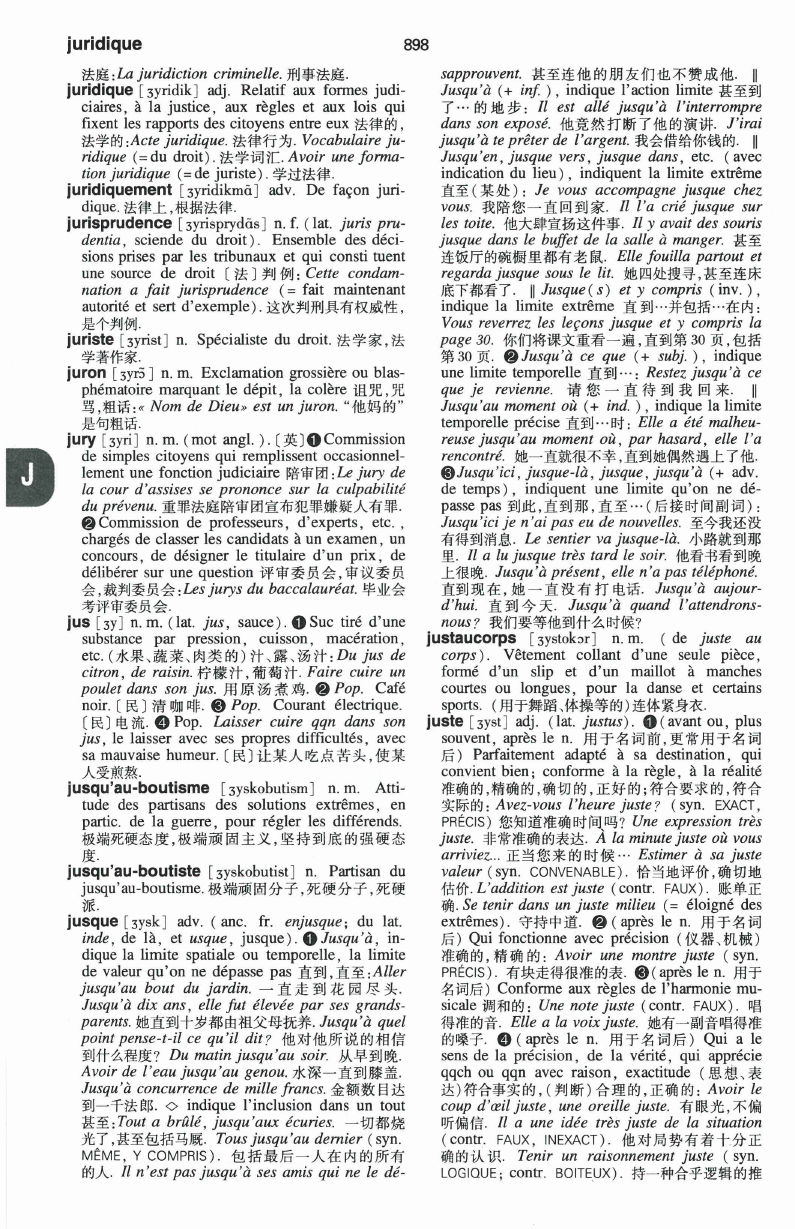 juridique
898
法庭:La juridiction criminelle. 刑事法庭.
juridique [ʒyridik] adj. Relatif aux formes judi-
ciaires, à la justice, aux règles et aux lois qui
fixent les rapports des citoyens entre eux 法律的,
法学的:Acte juridique. 法律行为. Vocabulaire ju-
ridique (=du droit). 法学词汇. Avoir une forma-
tion juridique (=de juriste). 学过法律.
juridiquement [ʒyridikmɑ̃] adv. De façon juri-
dique. 法律上,根据法律.
jurisprudence [ʒyrisprydɑ̃s] n. f. (lat. juris pru-
dentia, sciende du droit). Ensemble des déci-
sions prises par les tribunaux et qui consti tuent
une source de droit [法]判例: Cette condam-
nation a fait jurisprudence (= fait maintenant
autorité et sert d'exemple). 这次判刑具有权威性,
是个判例.
juriste [ʒyrist] n. Spécialiste du droit. 法学家,法
学著作家.
juron [ʒyrɔ̃] n. m. Exclamation grossière ou blas-
phématoire marquant le dépit, la colère 诅咒,咒
骂,粗话:« Nom de Dieu» est un juron. “他妈的”
是句粗话.
jury [ʒyri] n. m. (mot angl.). [英]❶Commission
de simples citoyens qui remplissent occasionnel-
lement une fonction judiciaire 陪审团:Le jury de
la cour d'assises se prononce sur la culpabilité
du prévenu. 重罪法庭陪审团宣布犯罪嫌疑人有罪.
❷Commission de professeurs, d'experts, etc.,
chargés de classer les candidats à un examen, un
concours, de désigner le titulaire d'un prix, de
délibérer sur une question 评审委员会,审议委员
会,裁判委员会:Les jurys du baccalauréat. 毕业会
考评审委员会.
jus [ʒy] n. m. (lat. jus, sauce). ❶Suc tiré d'une
substance par pression, cuisson, macération,
etc. (水果、蔬菜、肉类的)汁、露、汤汁:Du jus de
citron, de raisin. 柠檬汁,葡萄汁. Faire cuire un
poulet dans son jus. 用原汤煮鸡. ❷Pop. Café
noir. [民]清咖啡. ❸Pop. Courant électrique.
[民]电流. ❹Pop. Laisser cuire qqn dans son
jus, le laisser avec ses propres difficultés, avec
sa mauvaise humeur. [民]让某人吃点苦头,使某
人受煎熬.
jusqu'au-boutisme [ʒyskobutism] n. m. Atti-
tude des partisans des solutions extrêmes, en
partic. de la guerre, pour régler les différends.
极端死硬态度,极端顽固主义,坚持到底的强硬态
度.
jusqu'au-boutiste [ʒyskobutist] n. Partisan du
jusqu'au-boutisme. 极端顽固分子,死硬分子,死硬
派.
jusque [ʒysk] adv. (anc. fr. enjusque; du lat.
inde, de là, et usque, jusque). ❶Jusqu'à, in-
dique la limite spatiale ou temporelle, la limite
de valeur qu'on ne dépasse pas 直到,直至:Aller
jusqu'au bout du jardin. 一直走到花园尽头.
Jusqu'à dix ans, elle fut élevée par ses grands-
parents. 她直到十岁都由祖父母抚养. Jusqu'à quel
point pense-t-il ce qu'il dit? 他对他所说的相信
到什么程度? Du matin jusqu'au soir. 从早到晚.
Avoir de l'eau jusqu'au genou. 水深一直到膝盖.
Jusqu'à concurrence de mille francs. 金额数目达
到一千法郎. ◇ indique l'inclusion dans un tout
甚至:Tout a brûlé, jusqu'aux écuries. 一切都烧
光了,甚至包括马厩. Tous jusqu'au dernier (syn.
MÊME, Y COMPRIS). 包括最后一人在内的所有
的人. Il n'est pas jusqu'à ses amis qui ne le dé-
J
sapprouvent. 甚至连他的朋友们也不赞成他. ‖
Jusqu'à (+ inf.), indique l'action limite 甚至到
了…的地步: Il est allé jusqu'à l'interrompre
dans son exposé. 他竟然打断了他的演讲. J'irai
jusqu'à te prêter de l'argent. 我会借给你钱的. ‖
Jusqu'en, jusque vers, jusque dans, etc. (avec
indication du lieu), indiquent la limite extrême
直至(某处): Je vous accompagne jusque chez
vous. 我陪您一直回到家. Il l'a crié jusque sur
les toite. 他大肆宣扬这件事. Il y avait des souris
jusque dans le buffet de la salle à manger. 甚至
连饭厅的碗橱里都有老鼠. Elle fouilla partout et
regarda jusque sous le lit. 她四处搜寻,甚至连床
底下都看了. ‖ Jusque(s) et y compris (inv.),
indique la limite extrême 直到…并包括…在内:
Vous reverrez les leçons jusque et y compris la
page 30. 你们将课文重看一遍,直到第30页,包括
第30页. ❷Jusqu'à ce que (+ subj.), indique
une limite temporelle 直到…: Restez jusqu'à ce
que je revienne. 请您一直待到我回来. ‖
Jusqu'au moment où (+ ind.), indique la limite
temporelle précise 直到…时: Elle a été malheu-
reuse jusqu'au moment où, par hasard, elle l'a
rencontré. 她一直就很不幸,直到她偶然遇上了他.
❸Jusqu'ici, jusque-là, jusque, jusqu'à (+ adv.
de temps), indiquent une limite qu'on ne dé-
passe pas 到此,直到那,直至…(后接时间副词):
Jusqu'ici je n'ai pas eu de nouvelles. 至今我还没
有得到消息. Le sentier va jusque-là. 小路就到那
里. Il a lu jusque très tard le soir. 他看书看到晚
上很晚. Jusqu'à présent, elle n'a pas téléphoné.
直到现在,她一直没有打电话. Jusqu'à aujour-
d'hui. 直到今天. Jusqu'à quand l'attendrons-
nous? 我们要等他到什么时候?
justaucorps [ʒystokɔr] n. m. (de juste au
corps). Vêtement collant d'une seule pièce,
formé d'un slip et d'un maillot à manches
courtes ou longues, pour la danse et certains
sports. (用于舞蹈、体操等的)连体紧身衣.
juste [ʒyst] adj. (lat. justus). ❶(avant ou, plus
souvent, après le n. 用于名词前,更常用于名词
后) Parfaitement adapté à sa destination, qui
convient bien; conforme à la règle, à la réalité
准确的,精确的,确切的,正好的;符合要求的,符合
实际的: Avez-vous l'heure juste? (syn. EXACT,
PRÉCIS) 您知道准确时间吗? Une expression très
juste. 非常准确的表达. À la minute juste où vous
arriviez... 正当您来的时候… Estimer à sa juste
valeur (syn. CONVENABLE). 恰当地评价,确切地
估价. L'addition est juste (contr. FAUX). 账单正
确. Se tenir dans un juste milieu (= éloigné des
extrêmes). 守持中道. ❷(après le n. 用于名词
后) Qui fonctionne avec précision (仪器、机械)
准确的,精确的: Avoir une montre juste (syn.
PRÉCIS). 有块走得很准的表. ❸(après le n. 用于
名词后) Conforme aux règles de l'harmonie mu-
sicale 调和的: Une note juste (contr. FAUX). 唱
得准的音. Elle a la voix juste. 她有一副音唱得准
的嗓子. ❹(après le n. 用于名词后) Qui a le
sens de la précision, de la vérité, qui apprécie
qqch ou qqn avec raison, exactitude (思想、表
达)符合事实的,(判断)合理的,正确的: Avoir le
coup d'œil juste, une oreille juste. 有眼光,不偏
听偏信. Il a une idée très juste de la situation
(contr. FAUX, INEXACT). 他对局势有着十分正
确的认识. Tenir un raisonnement juste (syn.
LOGIQUE; contr. BOITEUX). 持一种合乎逻辑的推